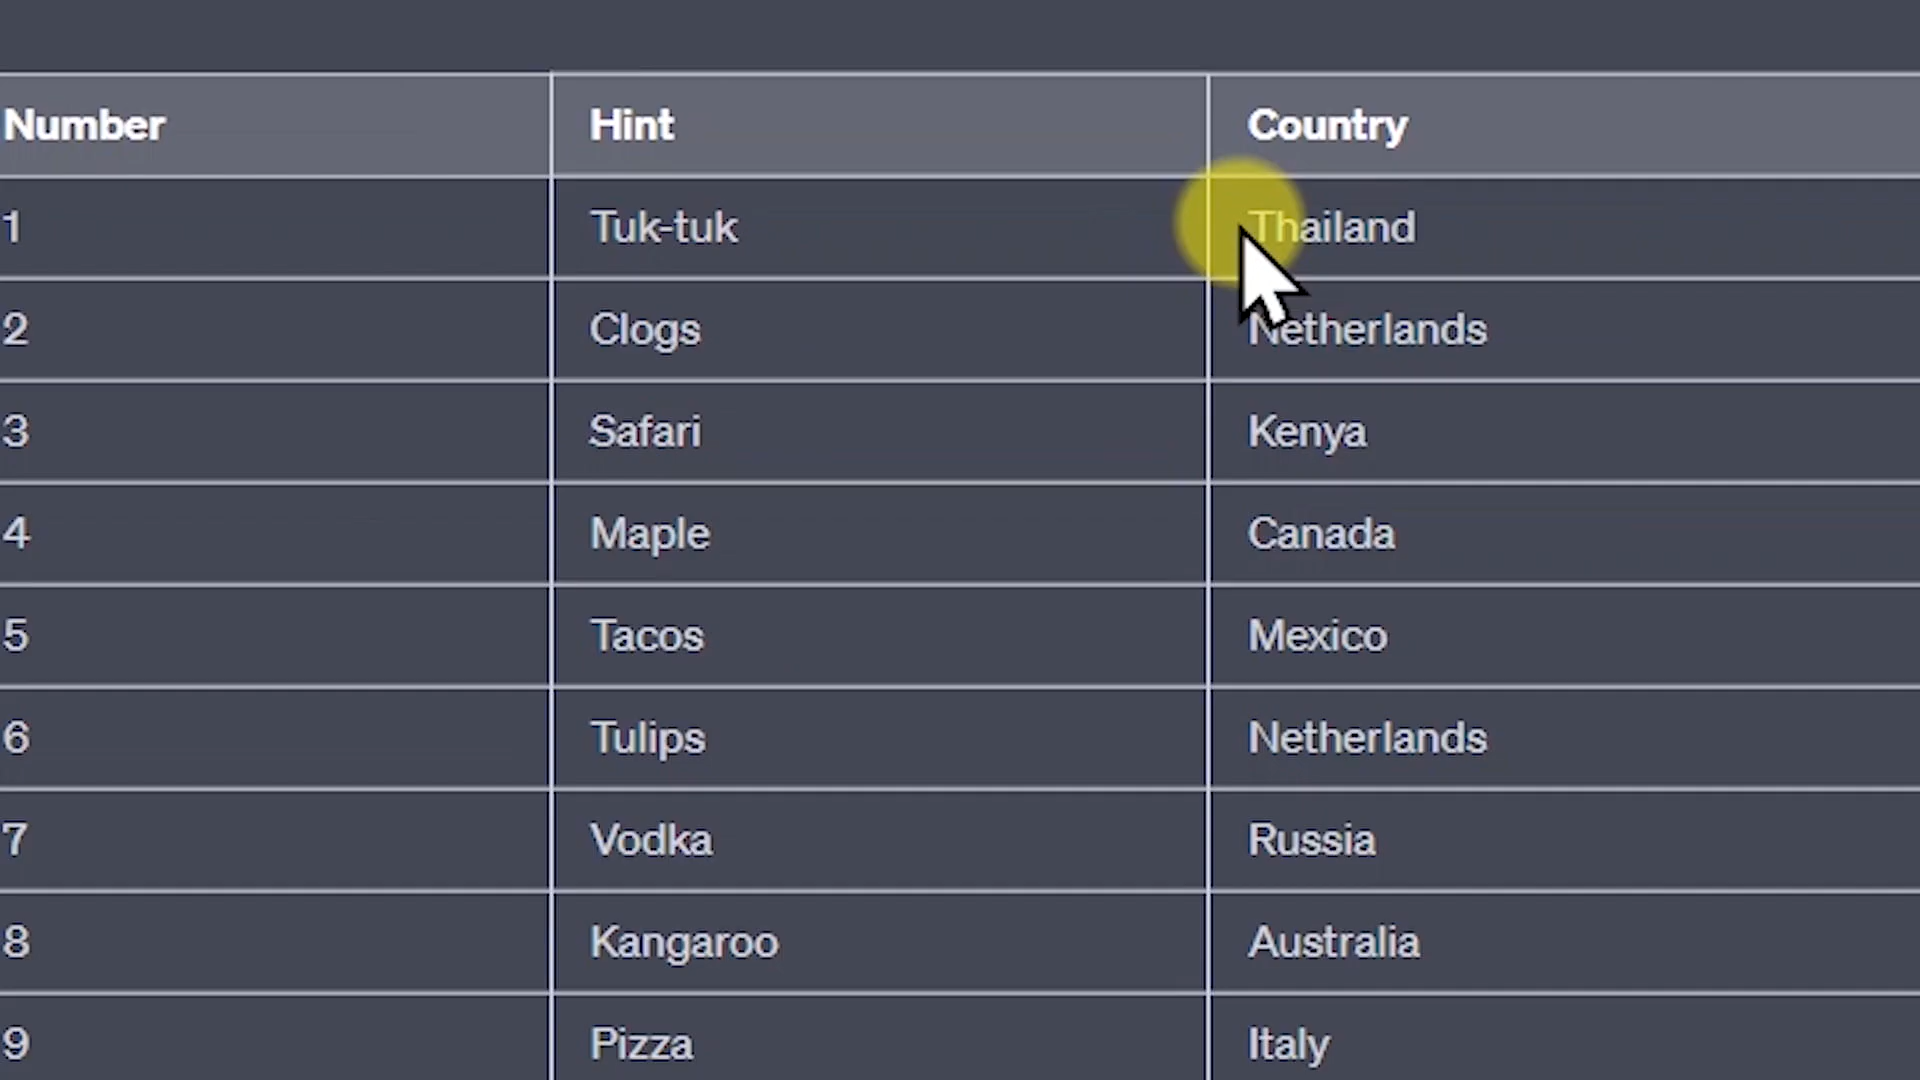 Number Hint Country
1 Tuk-tuk Thailand
2 Clogs Netherlands
3 Safari Kenya
4 Maple Canada
5 Tacos Mexico
6 Tulips Netherlands
7 Vodka Russia
8 Kangaroo Australia
9 Pizza Italy